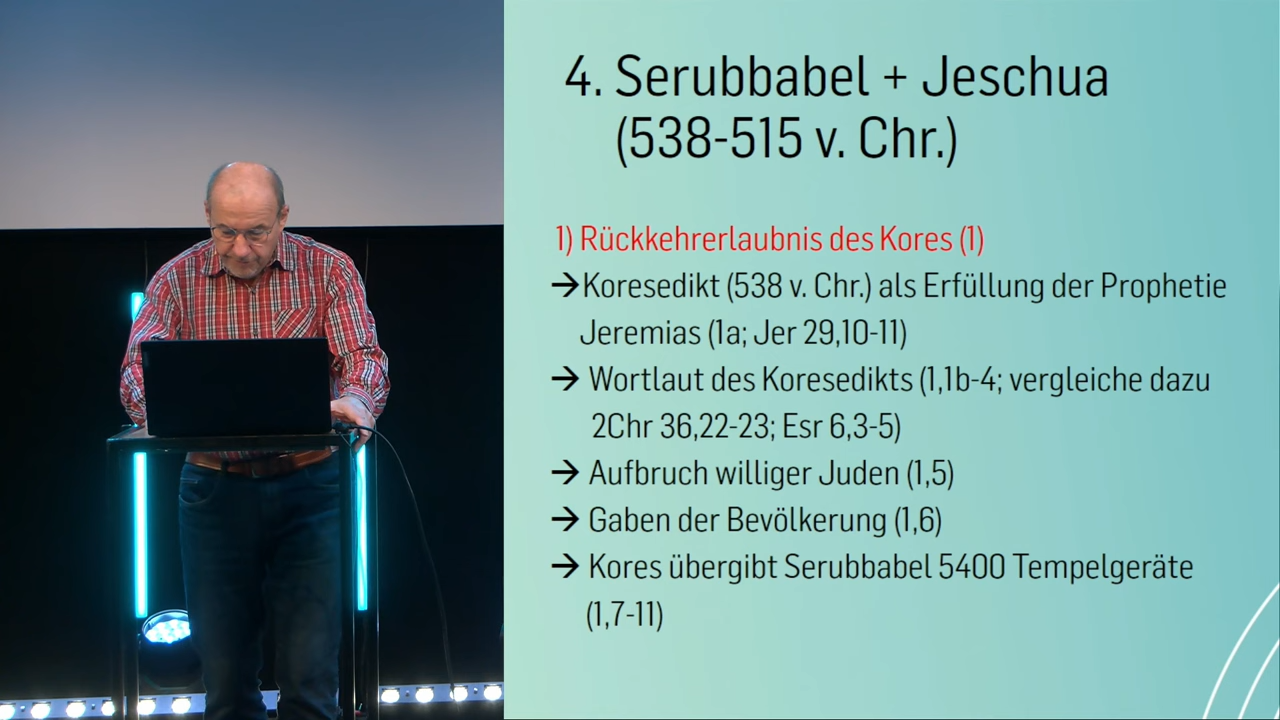 4. Serubbabel + Jeschua
(538-515 v. Chr.)
1) Rückkehrerlaubnis des Kores (1)
→Koresedikt (538 v. Chr.) als Erfüllung der Prophetie
Jeremias (1a; Jer 29,10-11)
→ Wortlaut des Koresedikts (1,1b-4; vergleiche dazu
2Chr 36,22-23; Esr 6,3-5)
→ Aufbruch williger Juden (1,5)
→ Gaben der Bevölkerung (1,6)
→ Kores übergibt Serubbabel 5400 Tempelgeräte
(1,7-11)